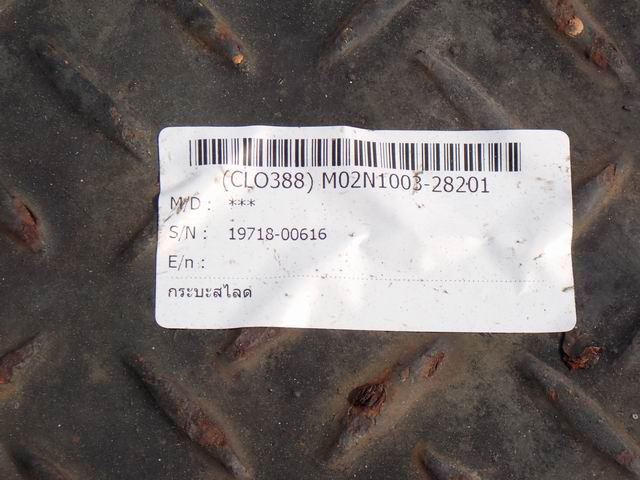 (CLO388) M02N1003-28201
M/D : ***
S/N : 19718-00616
E/n :
กระบะสไลด์